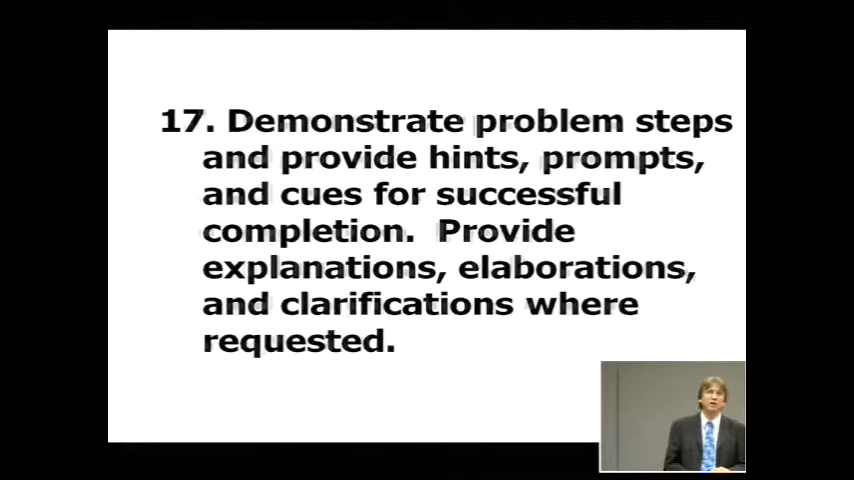 17. Demonstrate problem steps
and provide hints, prompts,
and cues for successful
completion. Provide
explanations, elaborations,
and clarifications where
requested.